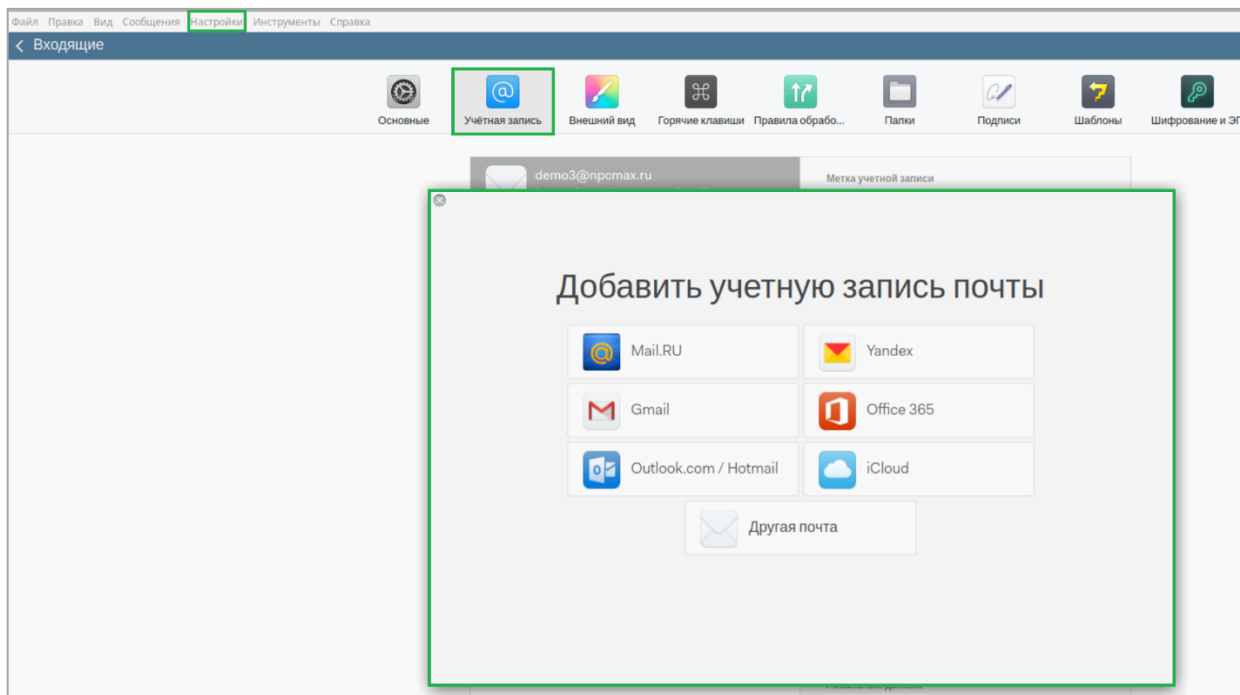 Файл Правка Вид Сообщения Настройки Инструменты Справка
Входящие
Основные Учётная запись Внешний вид Горячие клавиши Правила обрабо... Папки Подписи Шаблоны Шифрование и ЭП
demo3@npcmax.ru
Метка учетной записи
Добавить учетную запись почты
Mail.RU Yandex
Gmail Office 365
Outlook.com / Hotmail iCloud
Другая почта